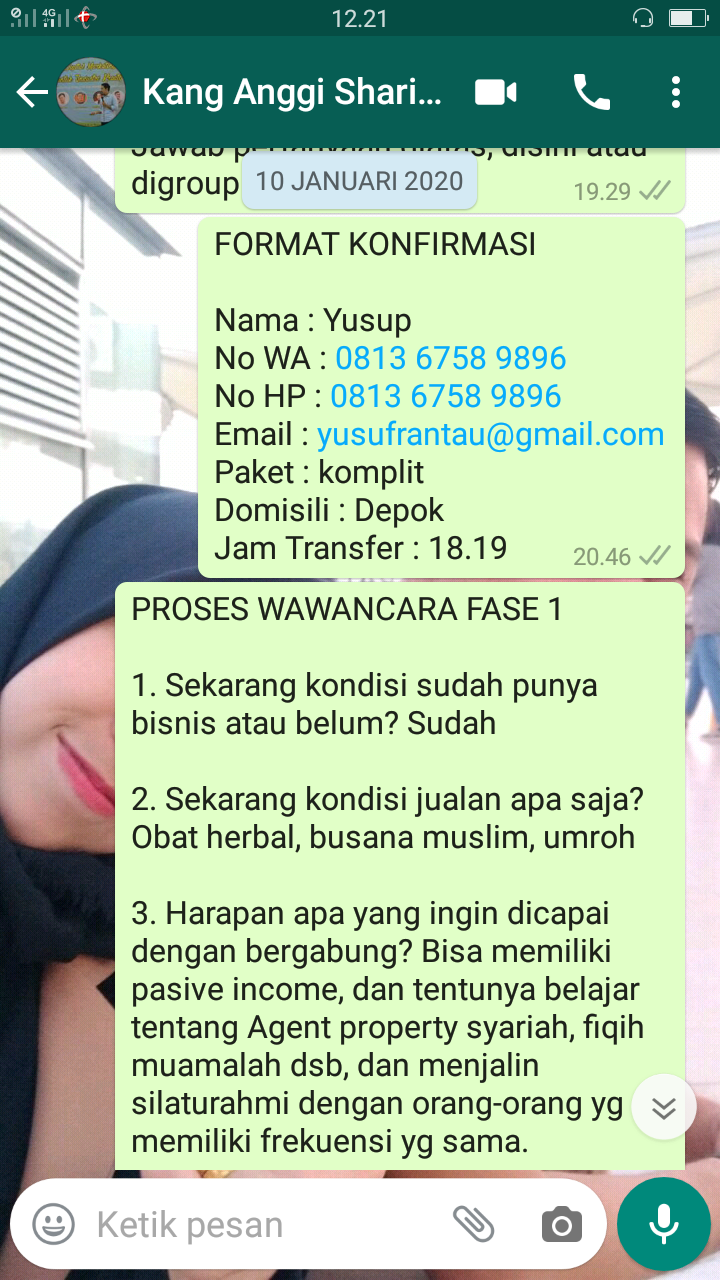 4G
12.21
Kang Anggi Shari...
Jawab pertanyaan diatas, disini atau
digroup
10 JANUARI 2020
19.29
FORMAT KONFIRMASI
Nama : Yusup
No WA : 0813 6758 9896
No HP : 0813 6758 9896
Email : yusufrantau@gmail.com
Paket : komplit
Domisili : Depok
Jam Transfer : 18.19
20.46
PROSES WAWANCARA FASE 1
1. Sekarang kondisi sudah punya
bisnis atau belum? Sudah
2. Sekarang kondisi jualan apa saja?
Obat herbal, busana muslim, umroh
3. Harapan apa yang ingin dicapai
dengan bergabung? Bisa memiliki
pasive income, dan tentunya belajar
tentang Agent property syariah, fiqih
muamalah dsb, dan menjalin
silaturahmi dengan orang-orang yg
memiliki frekuensi yg sama.
Ketik pesan